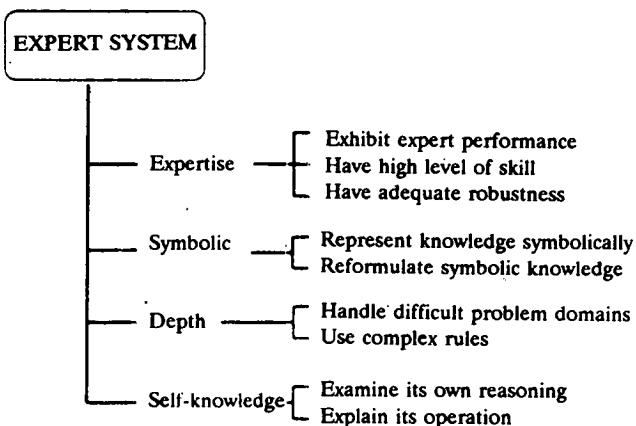 EXPERT SYSTEM
Expertise
Exhibit expert performance
Have high level of skill
Have adequate robustness
Symbolic
Represent knowledge symbolically
Reformulate symbolic knowledge
Depth
Handle difficult problem domains
Use complex rules
Self-knowledge
Examine its own reasoning
Explain its operation